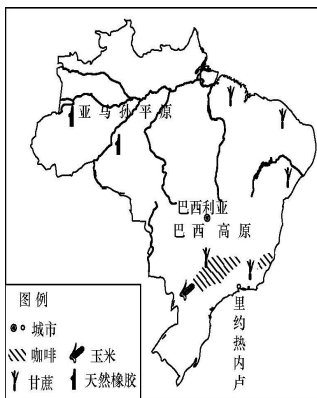 亚马孙平原
巴西利亚
巴西高原
里约热内卢
图例
城市
咖啡
玉米
甘蔗
天然橡胶